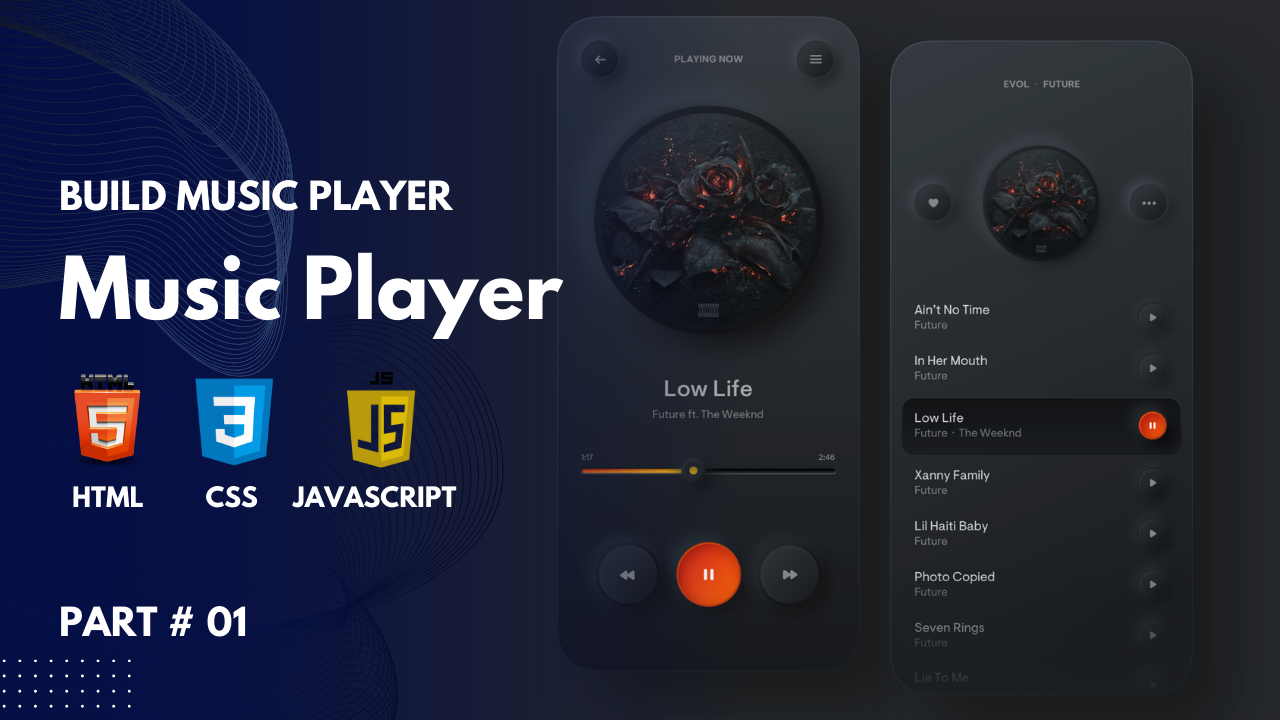 BUILD MUSIC PLAYER
Music Player
HTML
5
3
JS
JS
HTML
CSS
JAVASCRIPT
PART # 01
PLAYING NOW
Low Life
Future ft. The Weeknd
1:17
2:46
EVOL · FUTURE
Ain't No Time
Future
In Her Mouth
Future
Low Life
Future · The Weeknd
Xanny Family
Future
Lil Haiti Baby
Future
Photo Copied
Future
Seven Rings
Future
Lie To Me